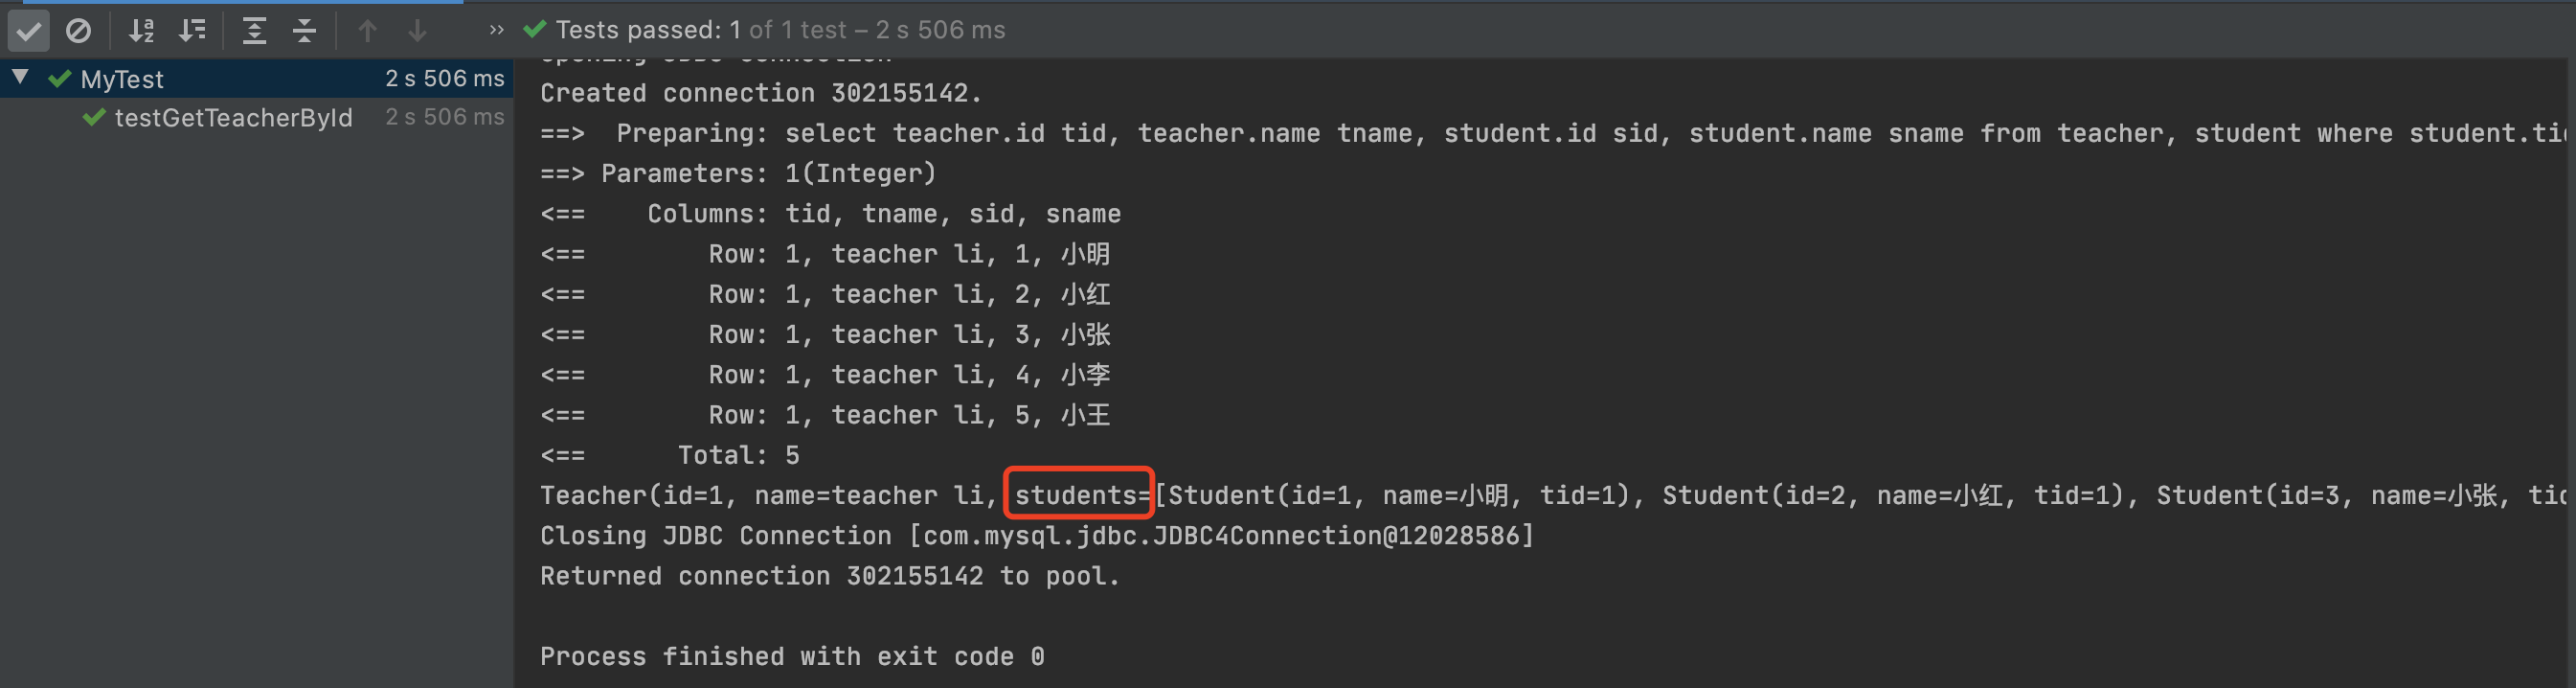 Tests passed: 1 of 1 test – 2 s 506 ms
MyTest 2 s 506 ms
testGetTeacherById 2 s 506 ms
Opening JDBC Connection
Created connection 302155142.
==>  Preparing: select teacher.id tid, teacher.name tname, student.id sid, student.name sname from teacher, student where student.tid
==> Parameters: 1(Integer)
<==    Columns: tid, tname, sid, sname
<==        Row: 1, teacher li, 1, 小明
<==        Row: 1, teacher li, 2, 小红
<==        Row: 1, teacher li, 3, 小张
<==        Row: 1, teacher li, 4, 小李
<==        Row: 1, teacher li, 5, 小王
<==      Total: 5
Teacher(id=1, name=teacher li, students=[Student(id=1, name=小明, tid=1), Student(id=2, name=小红, tid=1), Student(id=3, name=小张, tid
Closing JDBC Connection [com.mysql.jdbc.JDBC4Connection@12028586]
Returned connection 302155142 to pool.
Process finished with exit code 0